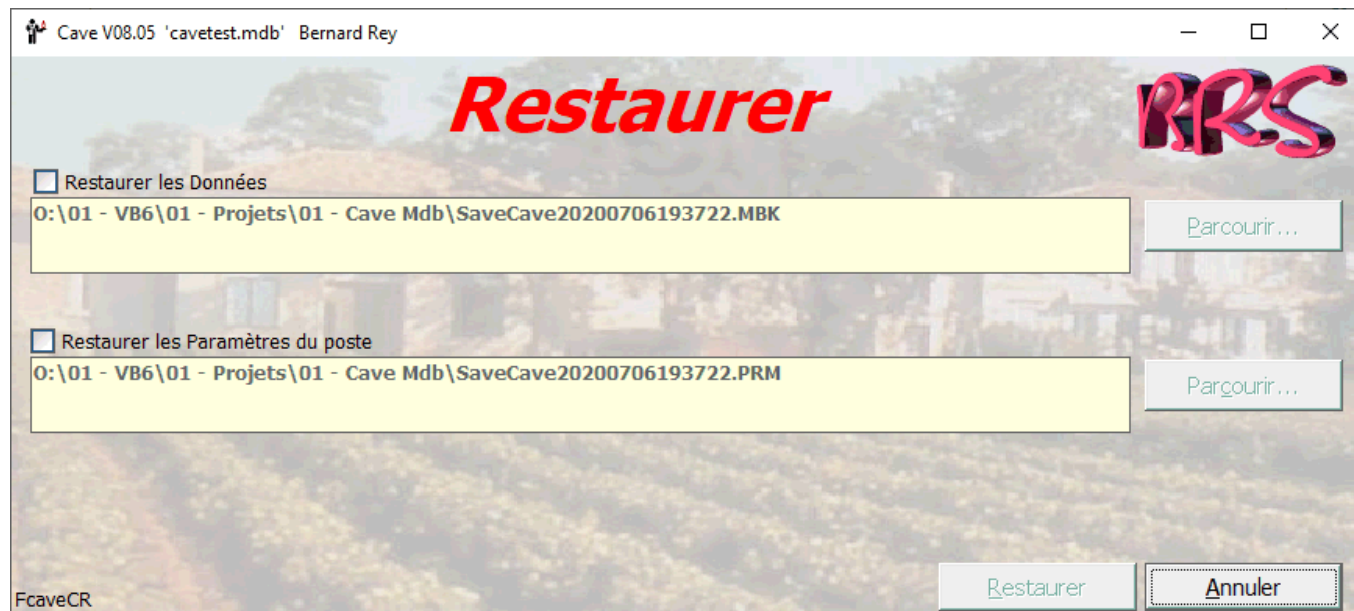 Cave V08.05 'cavetest.mdb' Bernard Rey
Restaurer
RRS
Restaurer les Données
O:\01 - VB6\01 - Projets\01 - Cave Mdb\SaveCave20200706193722.MBK
Parcourir...
Restaurer les Paramètres du poste
O:\01 - VB6\01 - Projets\01 - Cave Mdb\SaveCave20200706193722.PRM
Parcourir...
FcaveCR
Restaurer
Annuler